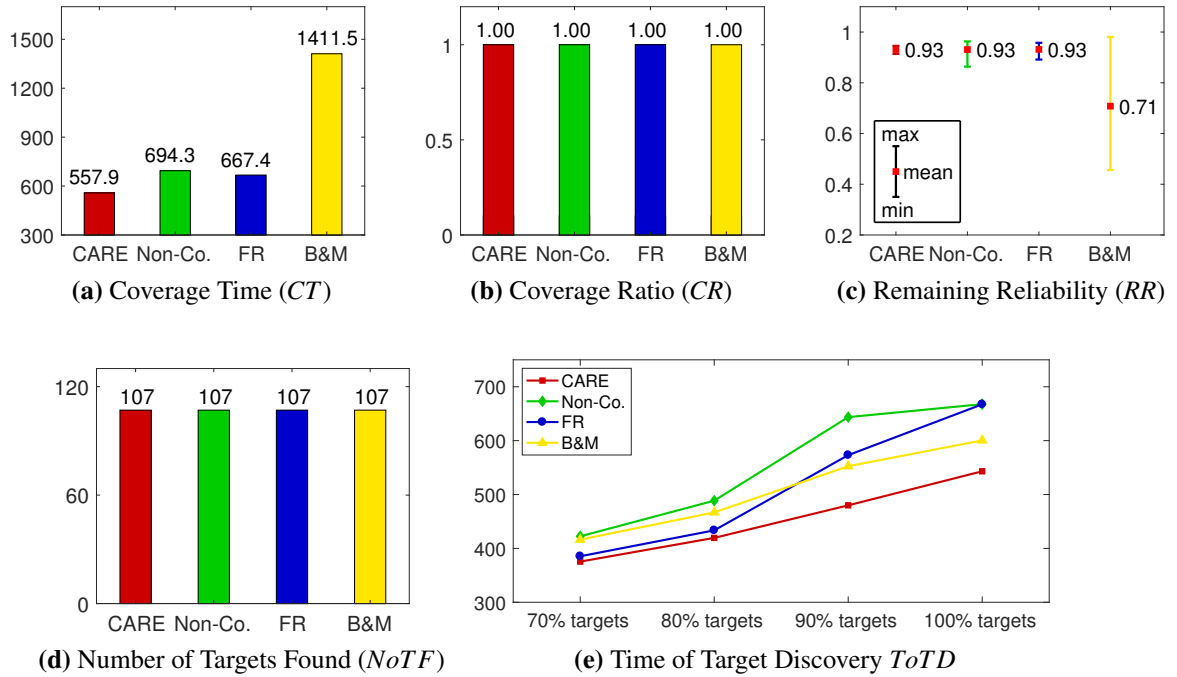 1500
1200
900
600
300
557.9
694.3
667.4
1411.5
CARE Non-Co. FR B&M
(a) Coverage Time (CT)
1
0.5
0
1.00 1.00 1.00 1.00
CARE Non-Co. FR B&M
(b) Coverage Ratio (CR)
1
0.8
0.6
0.4
0.2
0.93
0.93
0.93
0.71
max
mean
min
CARE Non-Co. FR B&M
(c) Remaining Reliability (RR)
120
60
0
107 107 107 107
CARE Non-Co. FR B&M
(d) Number of Targets Found (NoTF)
700
600
500
400
300
CARE
Non-Co.
FR
B&M
70% targets 80% targets 90% targets 100% targets
(e) Time of Target Discovery ToTD